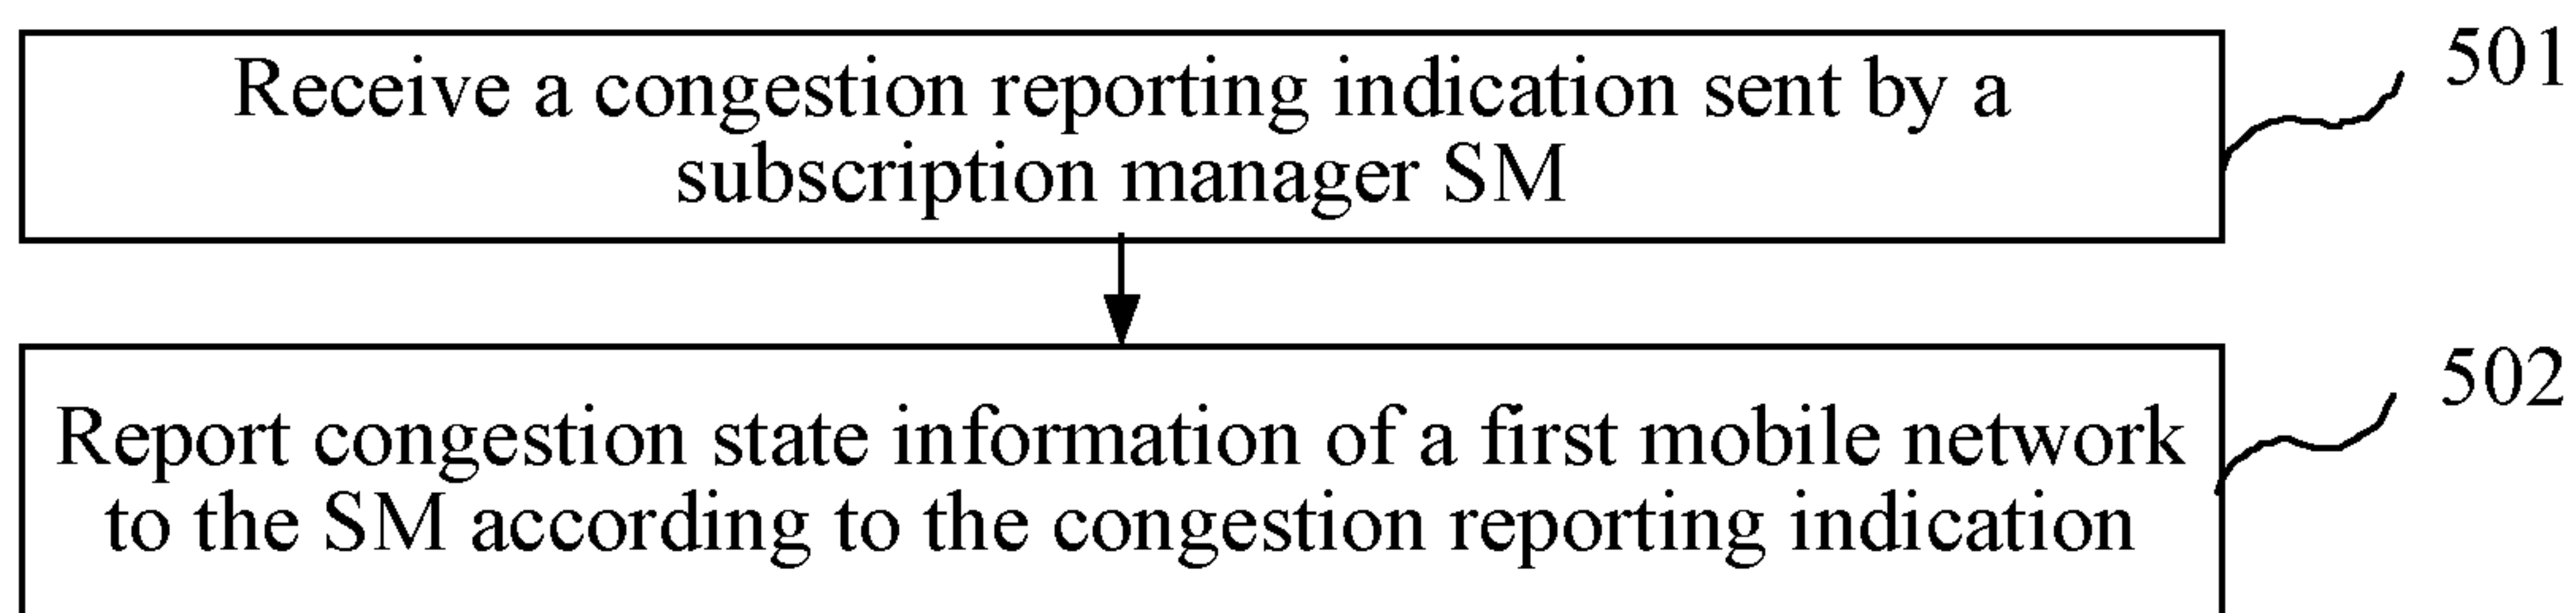 Receive a congestion reporting indication sent by a
subscription manager SM
501
Report congestion state information of a first mobile network
to the SM according to the congestion reporting indication
502